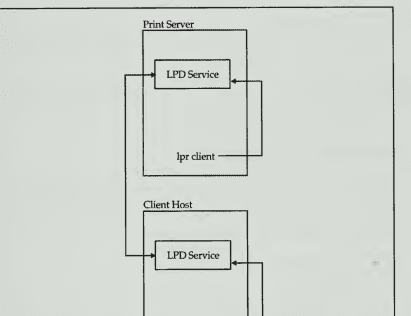 Print Server
LPD Service
lpr client
Client Host
LPD Service